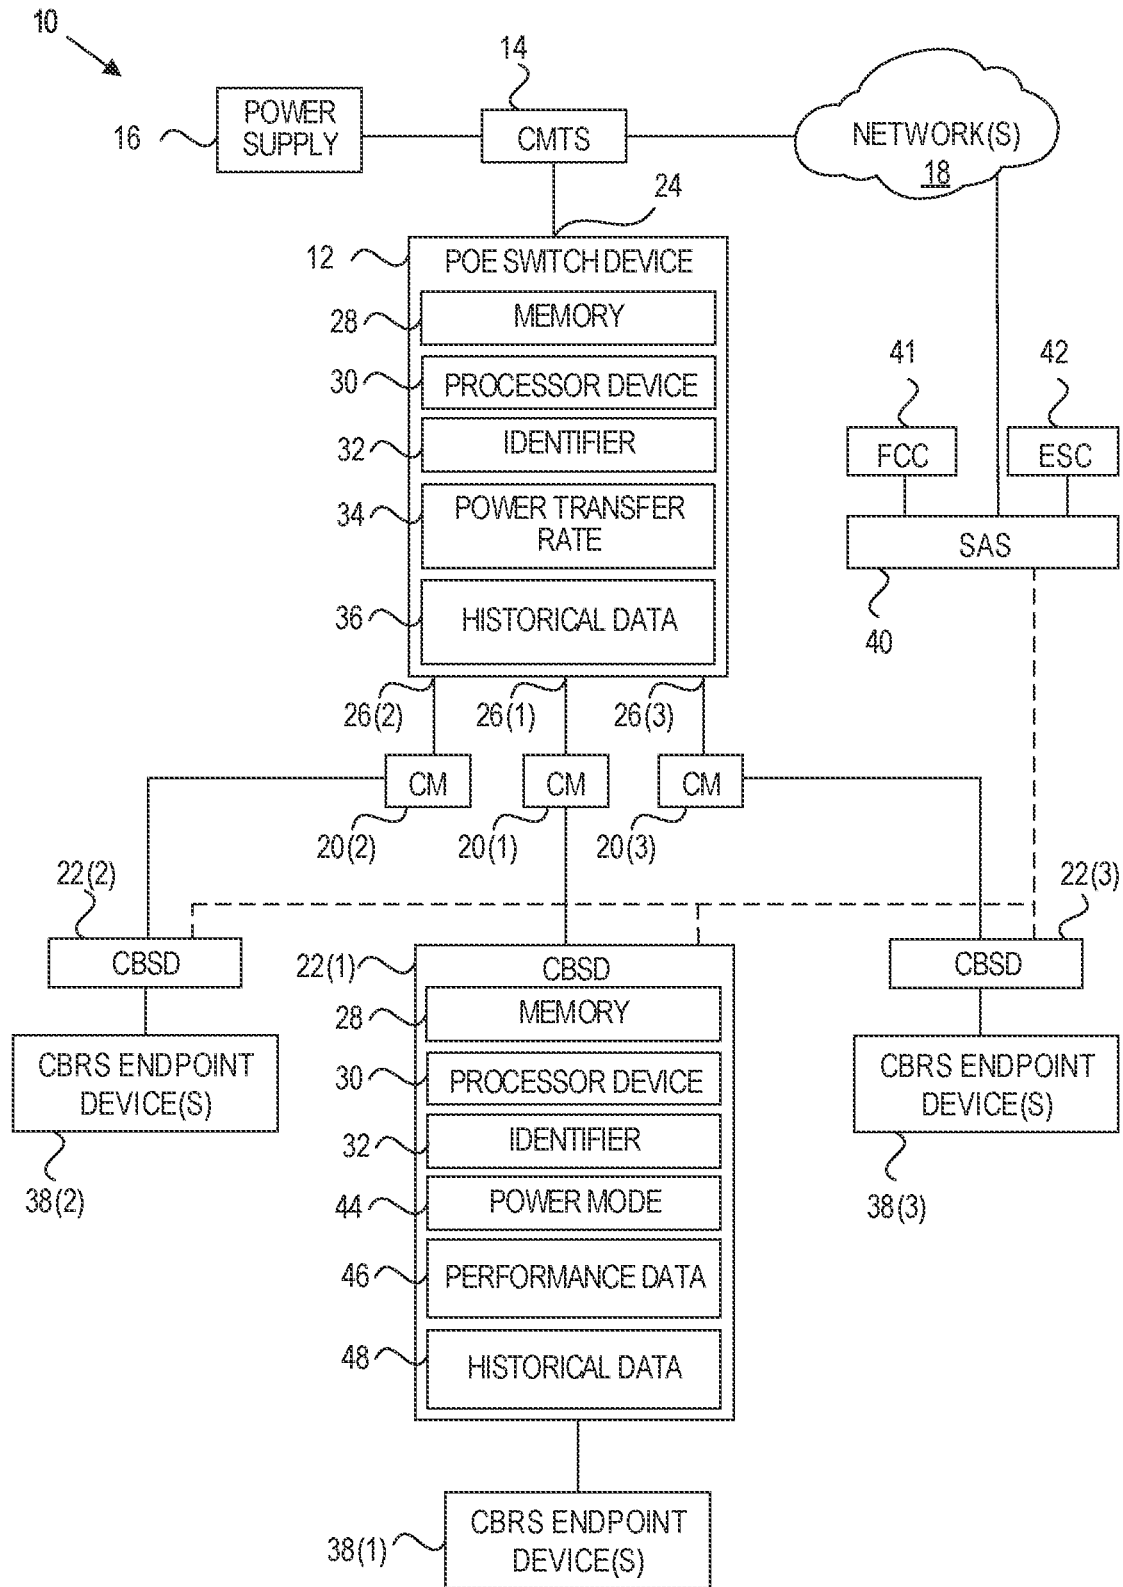 10
14
POWER
SUPPLY
16
CMTS
NETWORK(S)
18
24
12
POE SWITCH DEVICE
28
MEMORY
30
PROCESSOR DEVICE
32
IDENTIFIER
34
POWER TRANSFER
RATE
36
HISTORICAL DATA
41
42
FCC
ESC
SAS
40
26(2)
26(1)
26(3)
CM
CM
CM
20(2)
20(1)
20(3)
22(2)
22(3)
CBSD
CBSD
22(1)
CBSD
28
MEMORY
30
PROCESSOR DEVICE
32
IDENTIFIER
44
POWER MODE
46
PERFORMANCE DATA
48
HISTORICAL DATA
CBRS ENDPOINT
DEVICE(S)
38(2)
CBRS ENDPOINT
DEVICE(S)
38(3)
38(1)
CBRS ENDPOINT
DEVICE(S)